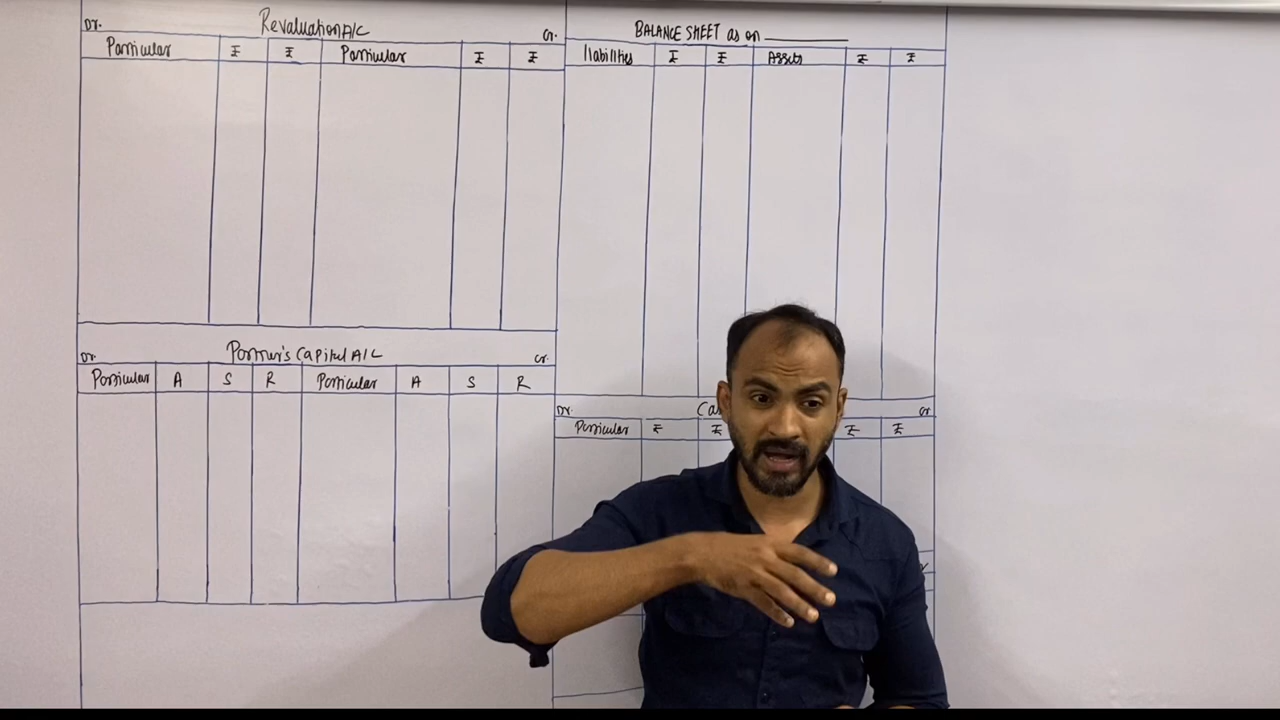 Dr. Revaluation A/C Cr.
Particular ₹ ₹ Particular ₹ ₹
Dr. Partner's Capital A/C Cr.
Particular A S R Particular A S R
BALANCE SHEET as on ________
liabilities ₹ ₹ Assets ₹ ₹
Dr. Cr
Particular ₹ ₹ ₹ ₹